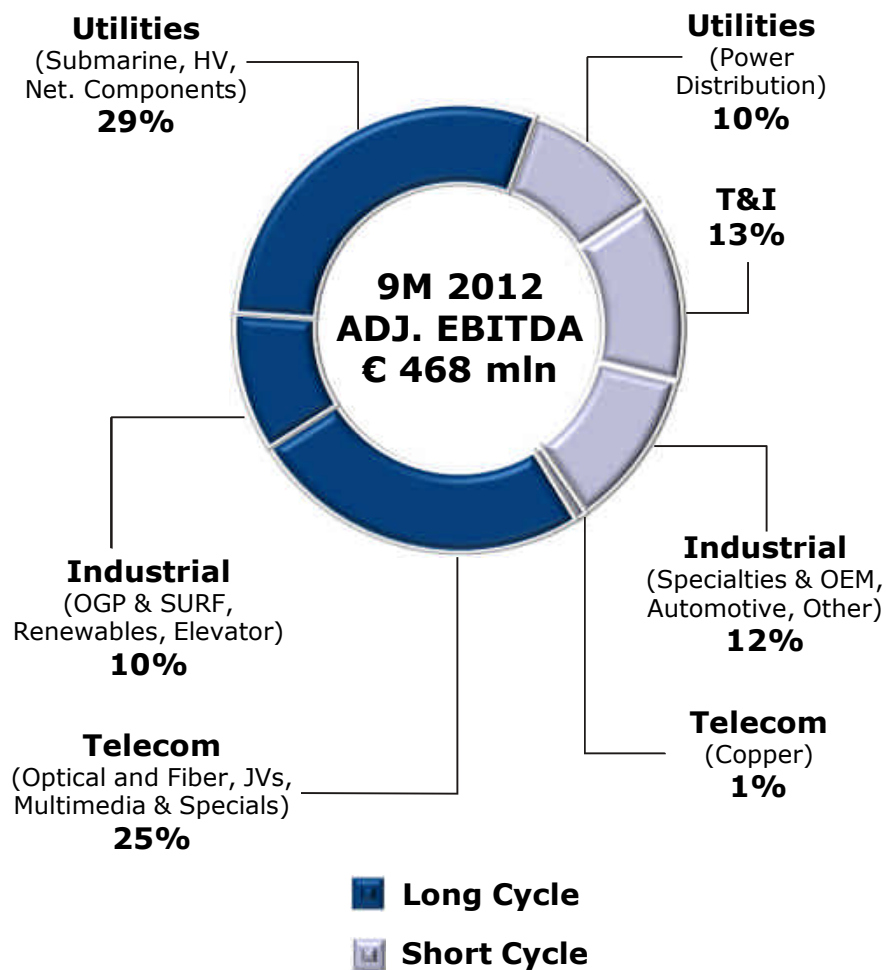 Utilities
(Submarine, HV,
Net. Components)
29%
Utilities
(Power
Distribution)
10%
T&I
13%
9M 2012
ADJ. EBITDA
€ 468 mln
Industrial
(OGP & SURF,
Renewables, Elevator)
10%
Industrial
(Specialties & OEM,
Automotive, Other)
12%
Telecom
(Optical and Fiber, JVs,
Multimedia & Specials)
25%
Telecom
(Copper)
1%
Long Cycle
Short Cycle